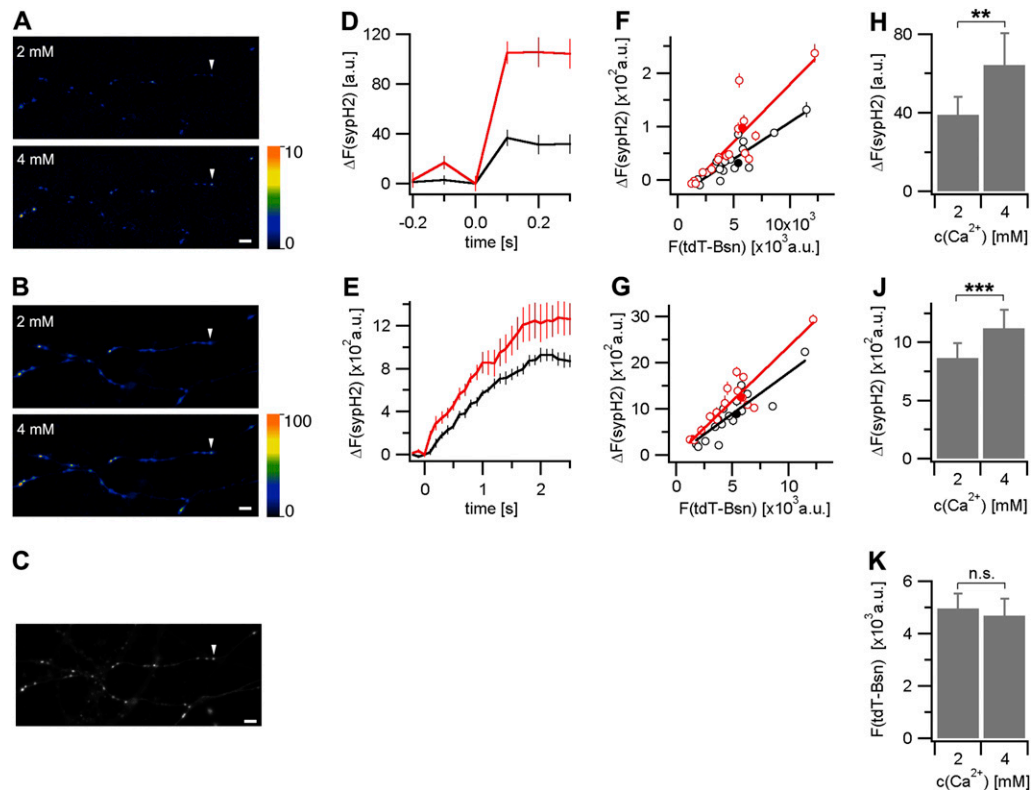 A
2 mM
4 mM
10
0
B
2 mM
4 mM
100
0
C
D
ΔF(sypH2) [a.u.]
120
80
40
0
-0.2
0.0
0.2
time [s]
E
ΔF(sypH2) [x10²a.u.]
12
8
4
0
0
1
2
time [s]
F
ΔF(sypH2) [x10²a.u.]
2
1
0
0
5
10x10³
F(tdT-Bsn) [x10³a.u.]
G
ΔF(sypH2) [x10²a.u.]
30
20
10
0
0
5
10
F(tdT-Bsn) [x10³a.u.]
H
**
ΔF(sypH2) [a.u.]
80
40
0
2
4
c(Ca²⁺) [mM]
J
***
ΔF(sypH2) [x10²a.u.]
10
5
0
2
4
c(Ca²⁺) [mM]
K
n.s.
F(tdT-Bsn) [x10³a.u.]
6
4
2
0
2
4
c(Ca²⁺) [mM]